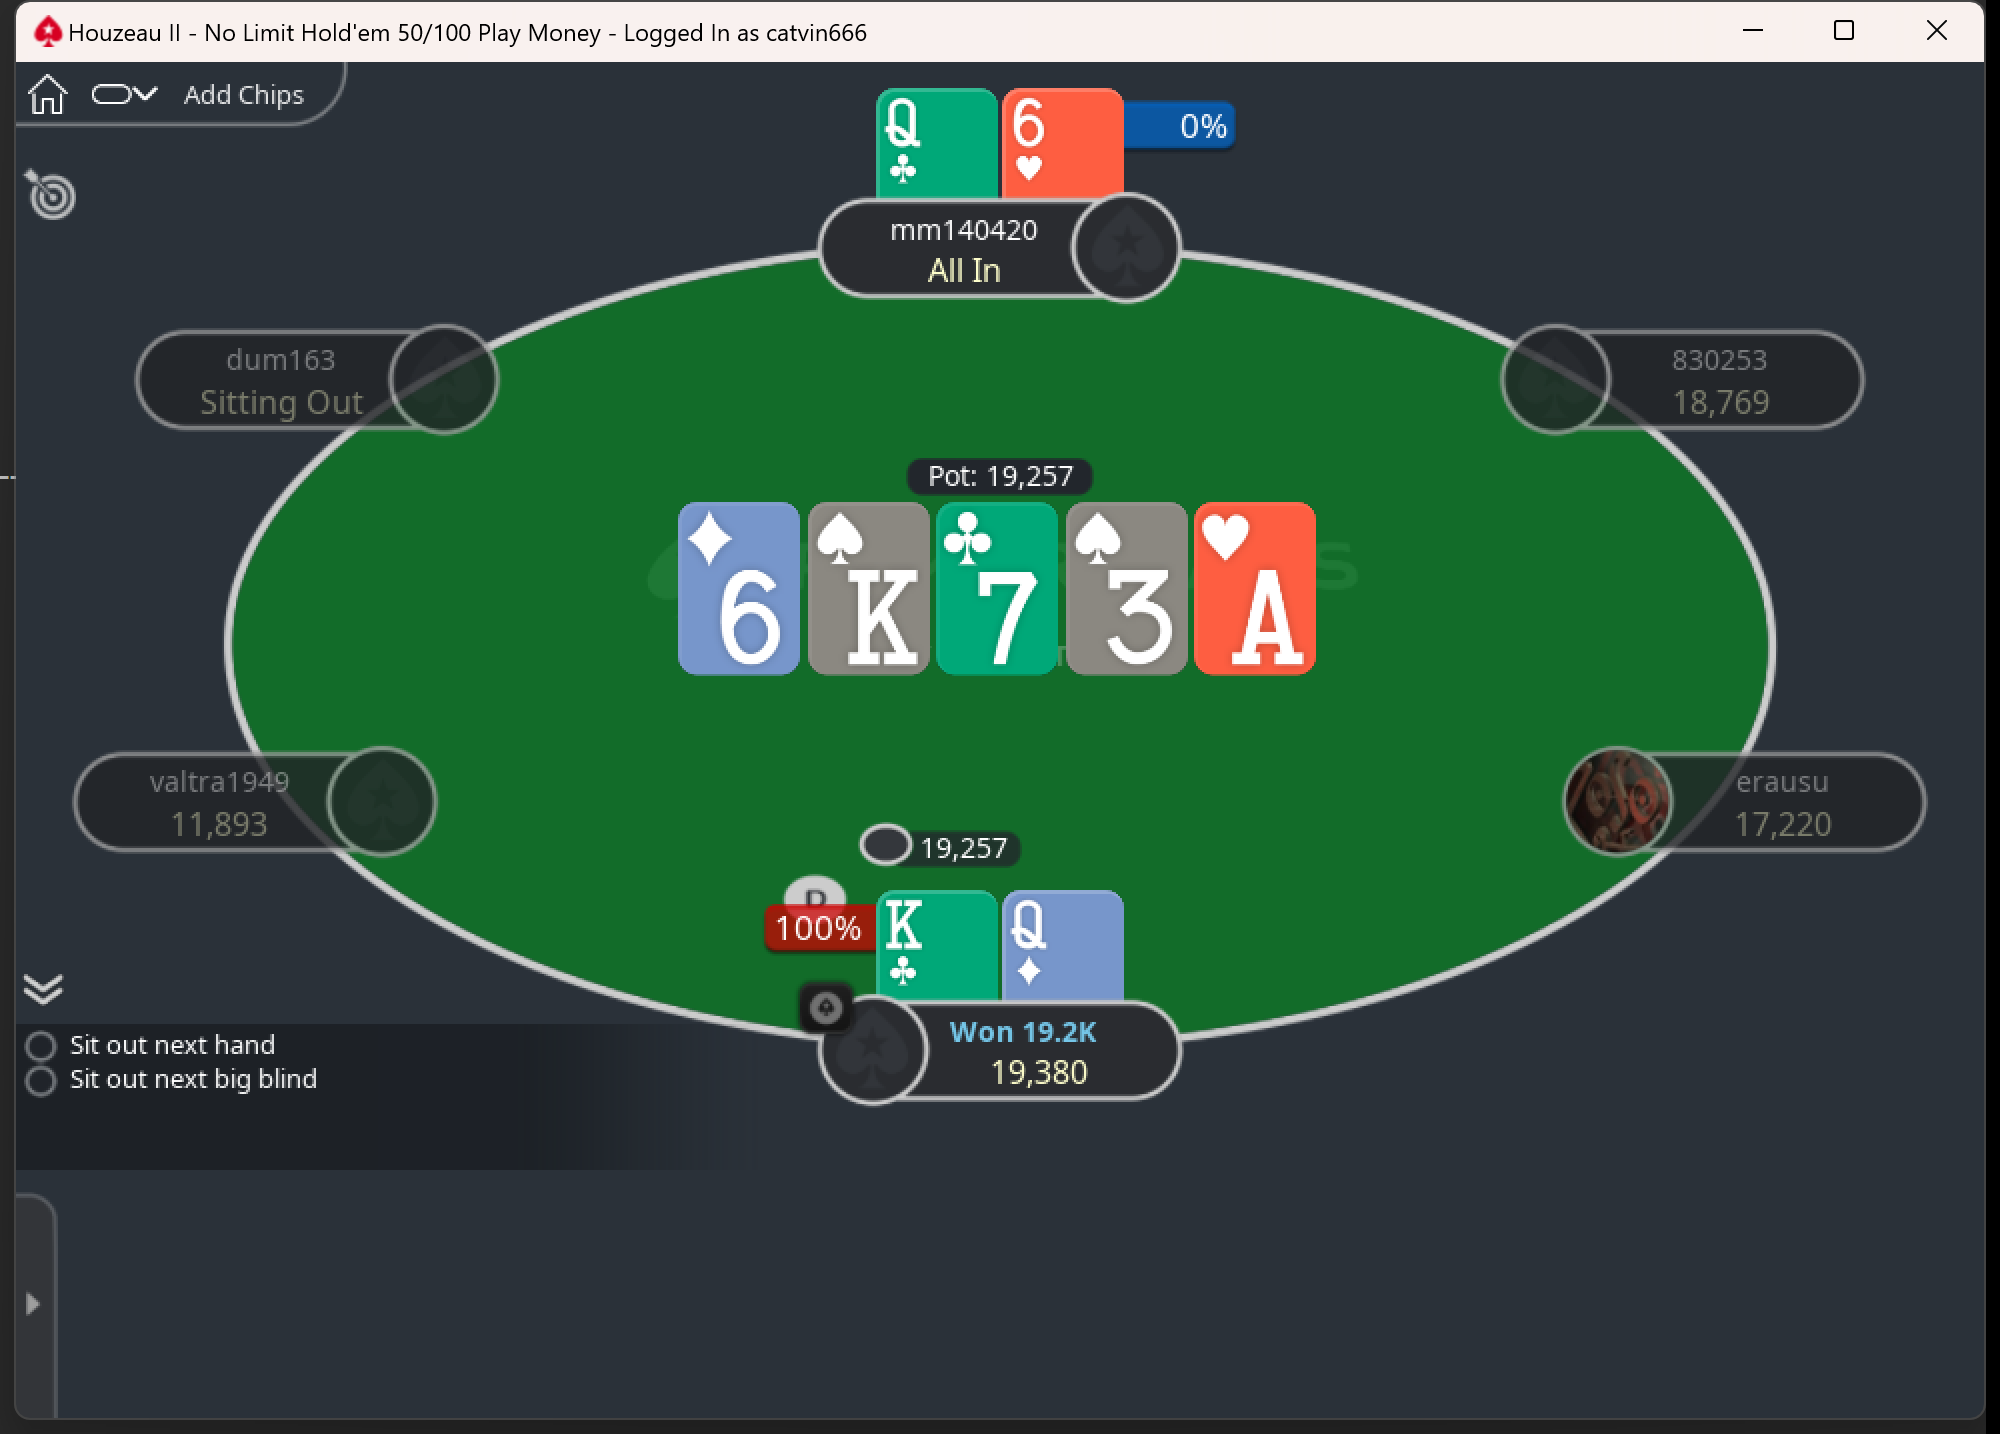 Houzeau II - No Limit Hold'em 50/100 Play Money - Logged In as catvin666
Add Chips
Q
6
0%
mm140420
All In
dum163
Sitting Out
830253
18,769
Pot: 19,257
6 K 7 3 A
valtra1949
11,893
erausu
17,220
19,257
D
100%
K
Q
Won 19.2K
19,380
Sit out next hand
Sit out next big blind